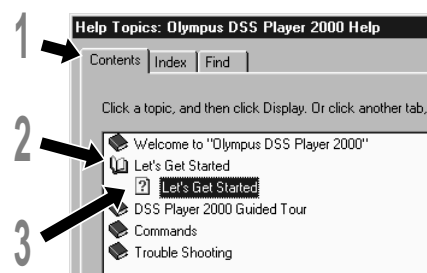 Help Topics: Olympus DSS Player 2000 Help
1
Contents Index Find
Click a topic, and then click Display. Or click another tab,
2
Welcome to "Olympus DSS Player 2000"
Let's Get Started
? Let's Get Started
3
DSS Player 2000 Guided Tour
Commands
Trouble Shooting